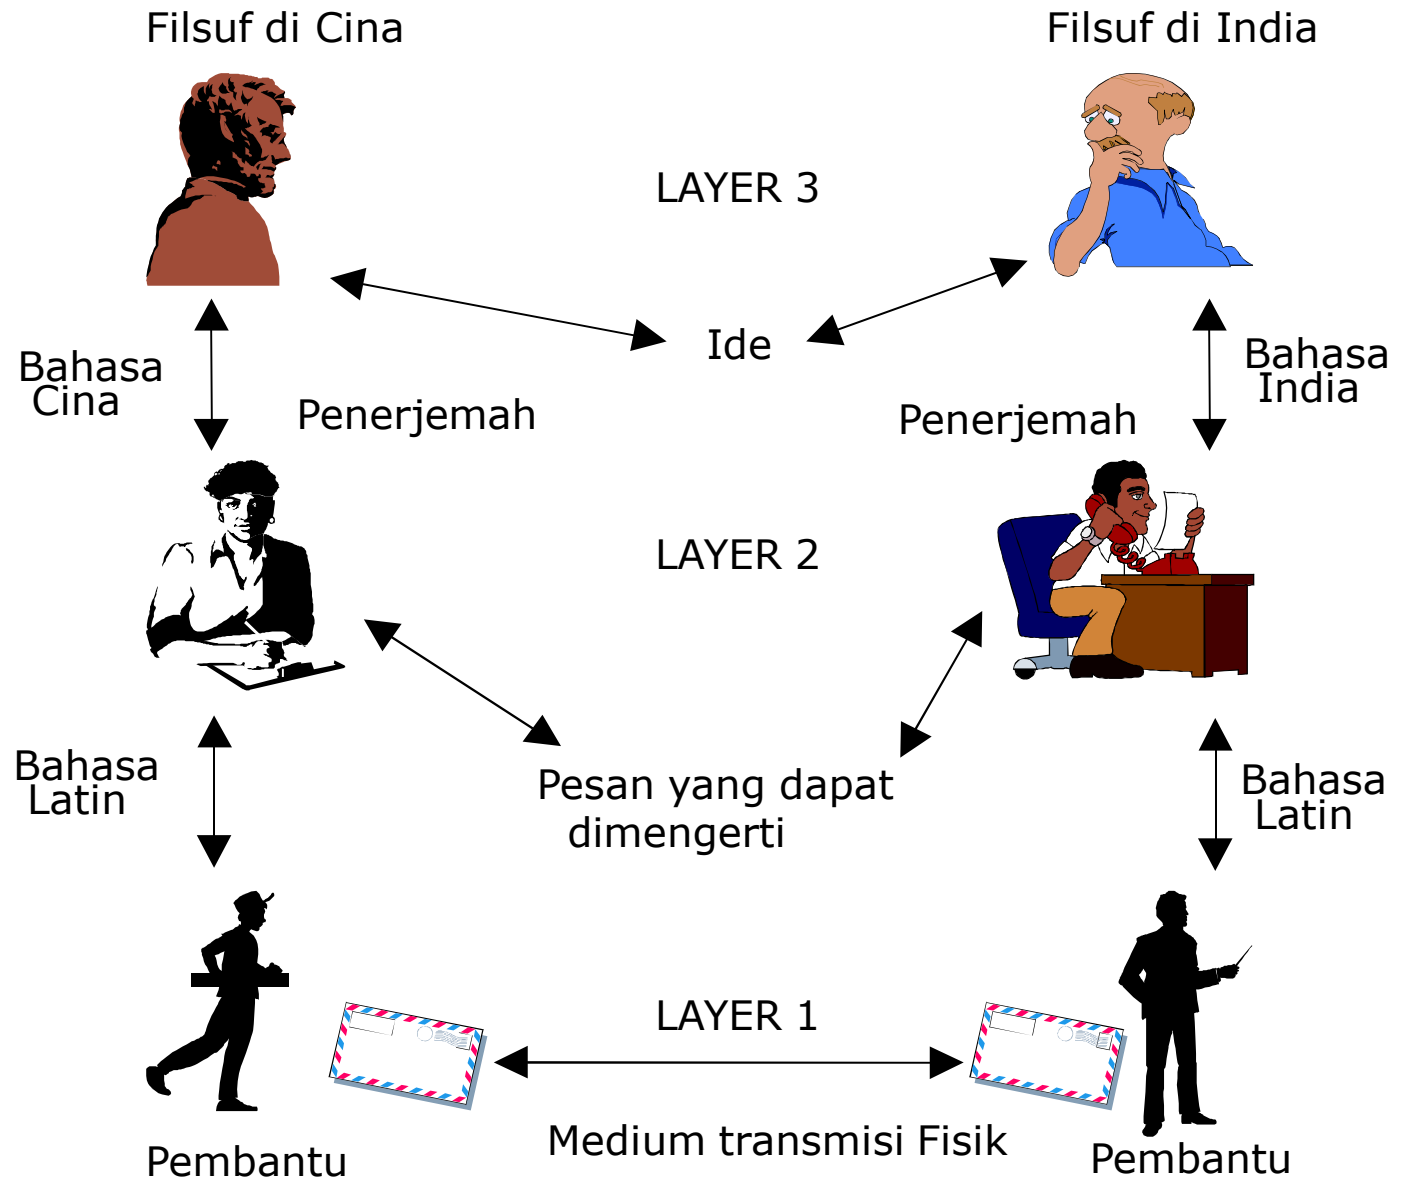 Filsuf di Cina
Filsuf di India
LAYER 3
Ide
Bahasa
Cina
Bahasa
India
Penerjemah
Penerjemah
LAYER 2
Bahasa
Latin
Pesan yang dapat
dimengerti
Bahasa
Latin
LAYER 1
Medium transmisi Fisik
Pembantu
Pembantu